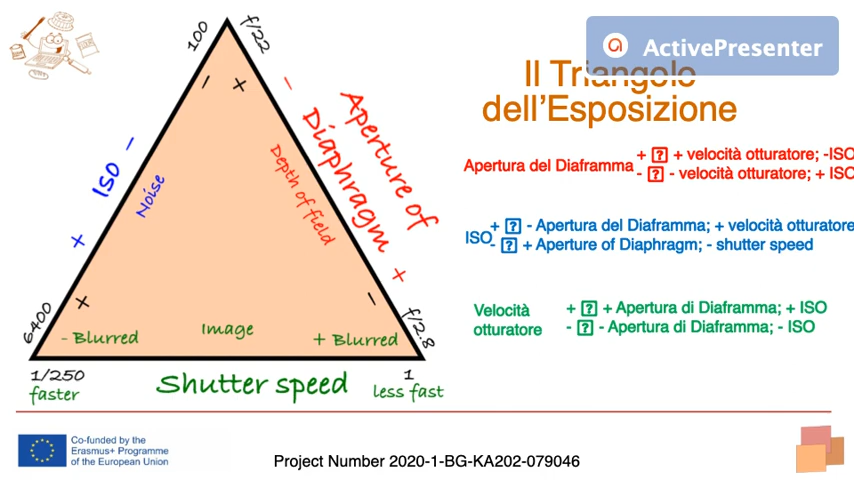 ActivePresenter
Il Triangolo
dell'Esposizione
100
f/22
-
+
-
Aperture of
Diaphragm
Depth of field
+
-
f/2.8
-
Iso
Noise
+
+
6400
- Blurred
Image
+ Blurred
1/250
faster
Shutter speed
1
less fast
Apertura del Diaframma
+ ? + velocità otturatore; -ISO
- ? - velocità otturatore; + ISO
ISO
+ ? - Apertura del Diaframma; + velocità otturatore
- ? + Aperture of Diaphragm; - shutter speed
Velocità
otturatore
+ ? + Apertura di Diaframma; + ISO
- ? - Apertura di Diaframma; - ISO
Co-funded by the
Erasmus+ Programme
of the European Union
Project Number 2020-1-BG-KA202-079046